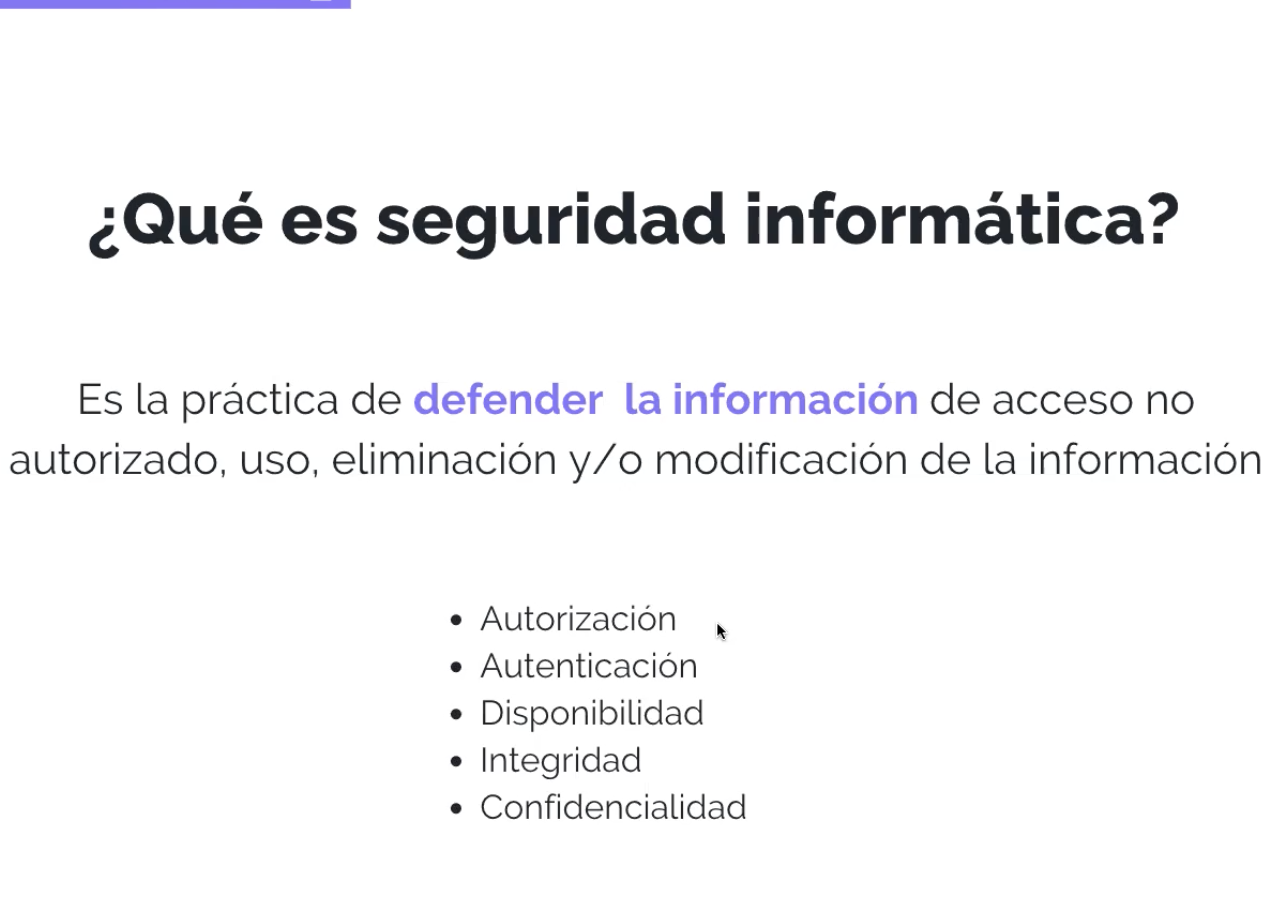 ¿Qué es seguridad informática?
Es la práctica de defender la información de acceso no
autorizado, uso, eliminación y/o modificación de la información
• Autorización
• Autenticación
• Disponibilidad
• Integridad
• Confidencialidad